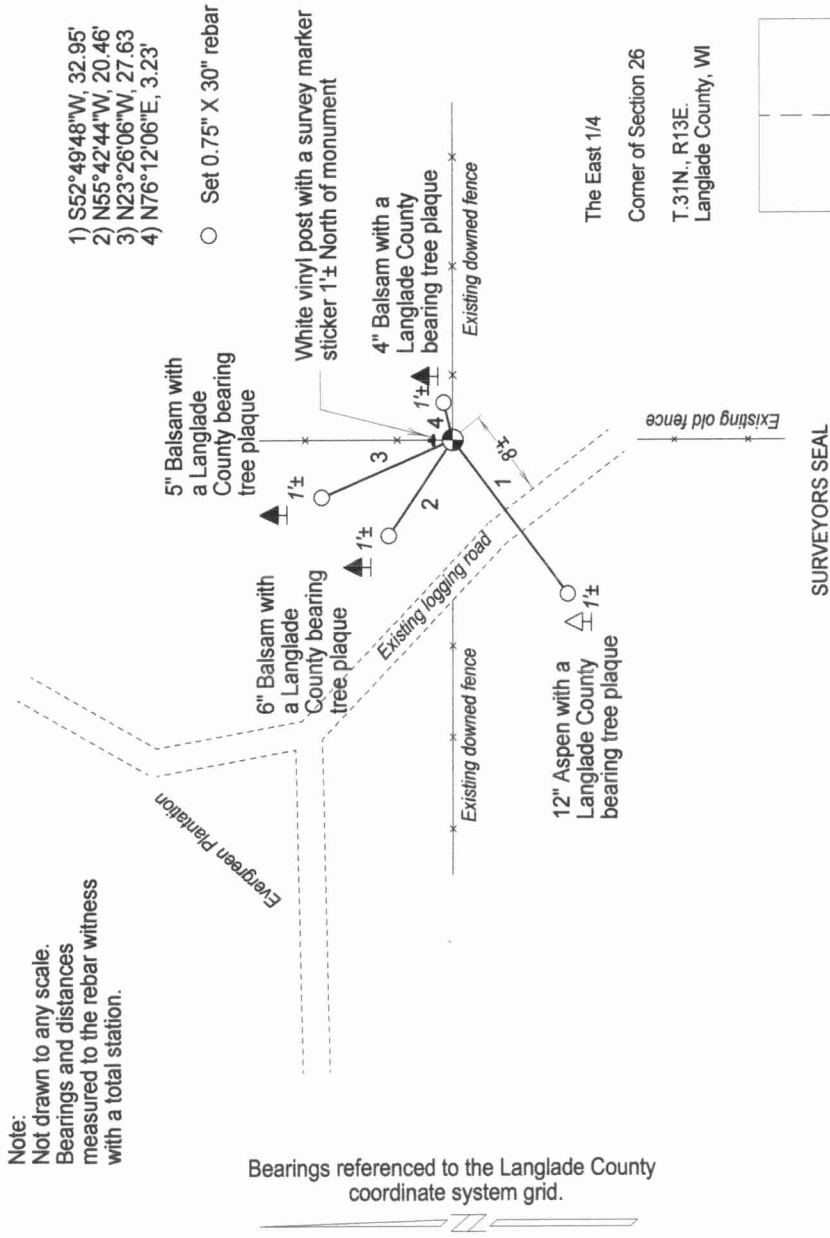 Note:
Not drawn to any scale.
Bearings and distances
measured to the rebar witness
with a total station.
1) S52°49'48"W, 32.95'
2) N55°42'44"W, 20.46'
3) N23°26'06"W, 27.63
4) N76°12'06"E, 3.23'
Set 0.75" X 30" rebar
Evergreen Plantation
5" Balsam with
a Langlade
County bearing
tree plaque
1'±
6" Balsam with
a Langlade
County bearing
tree plaque
1'±
White vinyl post with a survey marker
sticker 1'± North of monument
4" Balsam with a
Langlade County
bearing tree plaque
1'±
3
2
4
1
8'±
Existing logging road
Existing downed fence
Existing downed fence
Existing old fence
12" Aspen with a
Langlade County
bearing tree plaque
1'±
The East 1/4
Corner of Section 26
T.31N., R13E.
Langlade County, WI
Bearings referenced to the Langlade County
coordinate system grid.
N
SURVEYORS SEAL